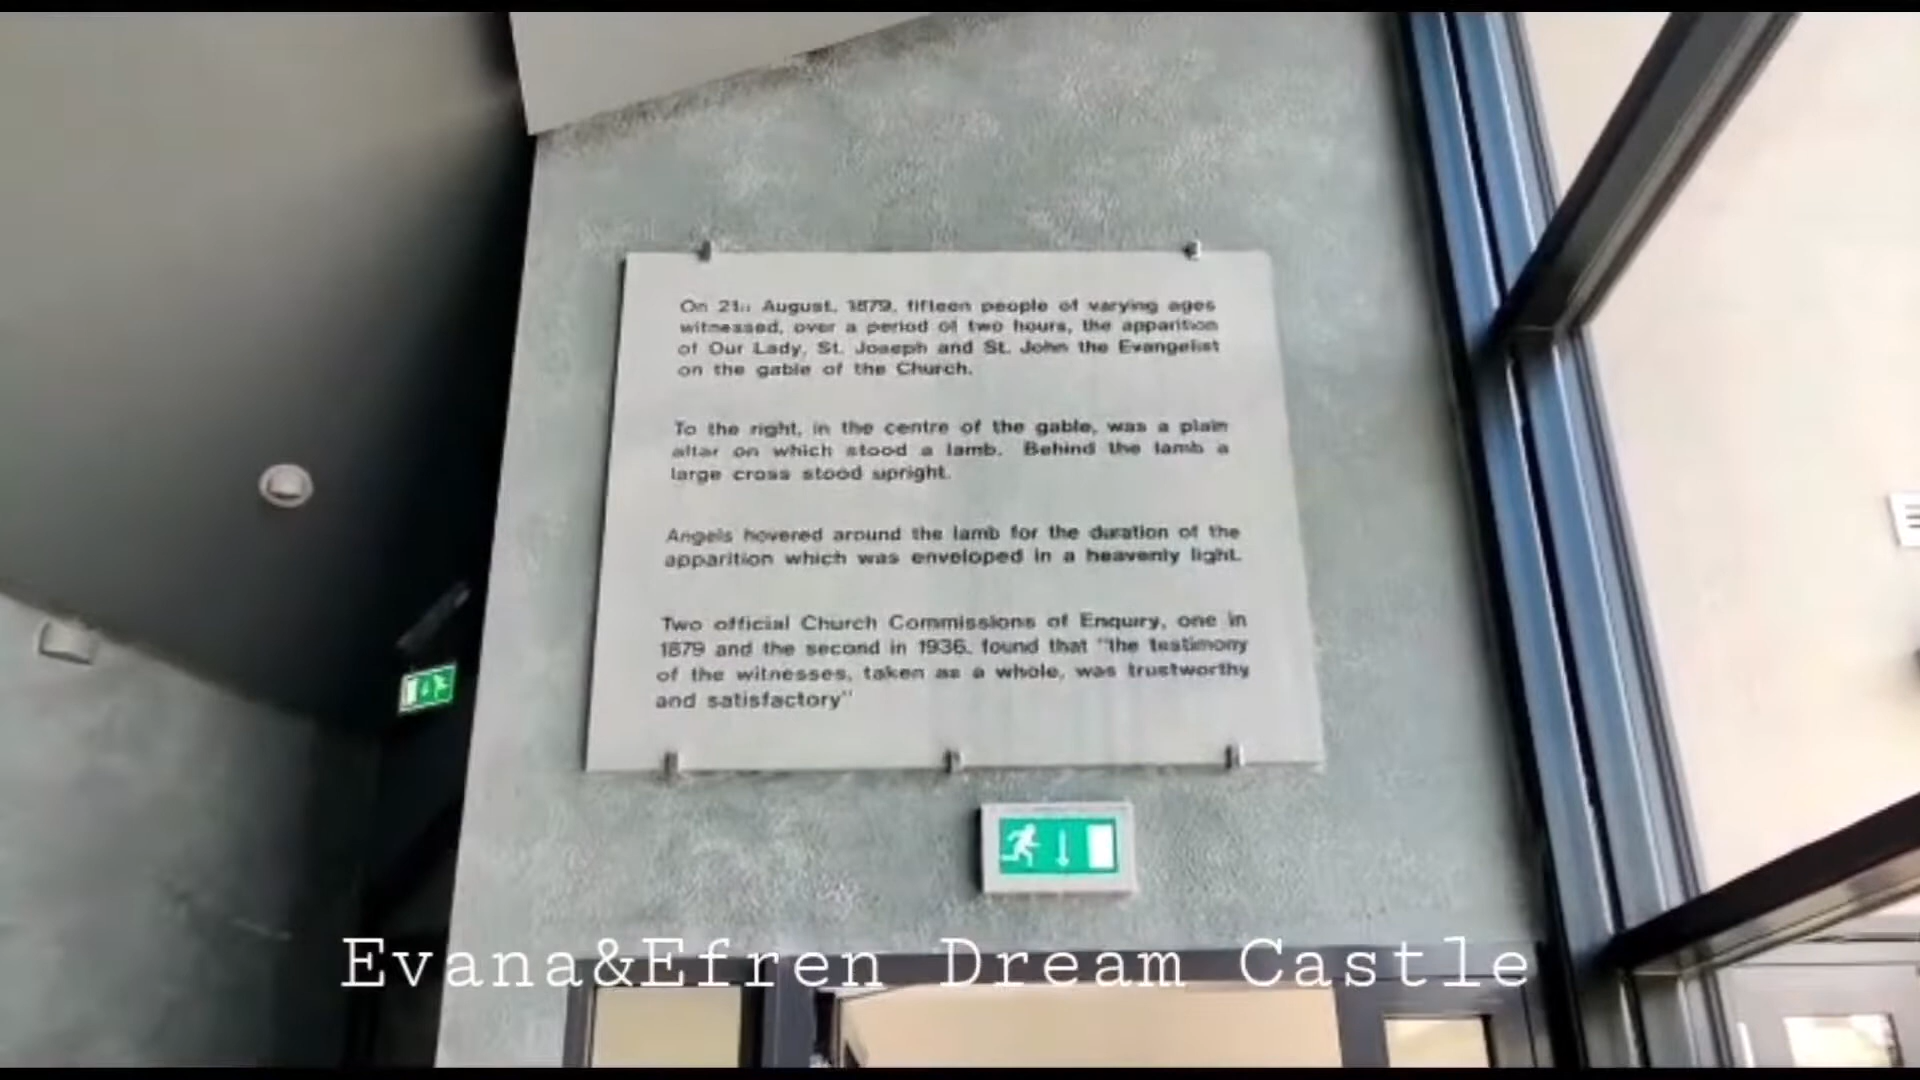 On 21st August, 1879, fifteen people of varying ages
witnessed, over a period of two hours, the apparition
of Our Lady, St. Joseph and St. John the Evangelist
on the gable of the Church.
To the right, in the centre of the gable, was a plain
altar on which stood a lamb. Behind the lamb a
large cross stood upright.
Angels hovered around the lamb for the duration of the
apparition which was enveloped in a heavenly light.
Two official Church Commissions of Enquiry, one in
1879 and the second in 1936, found that "the testimony
of the witnesses, taken as a whole, was trustworthy
and satisfactory"
Evana&Efren Dream Castle